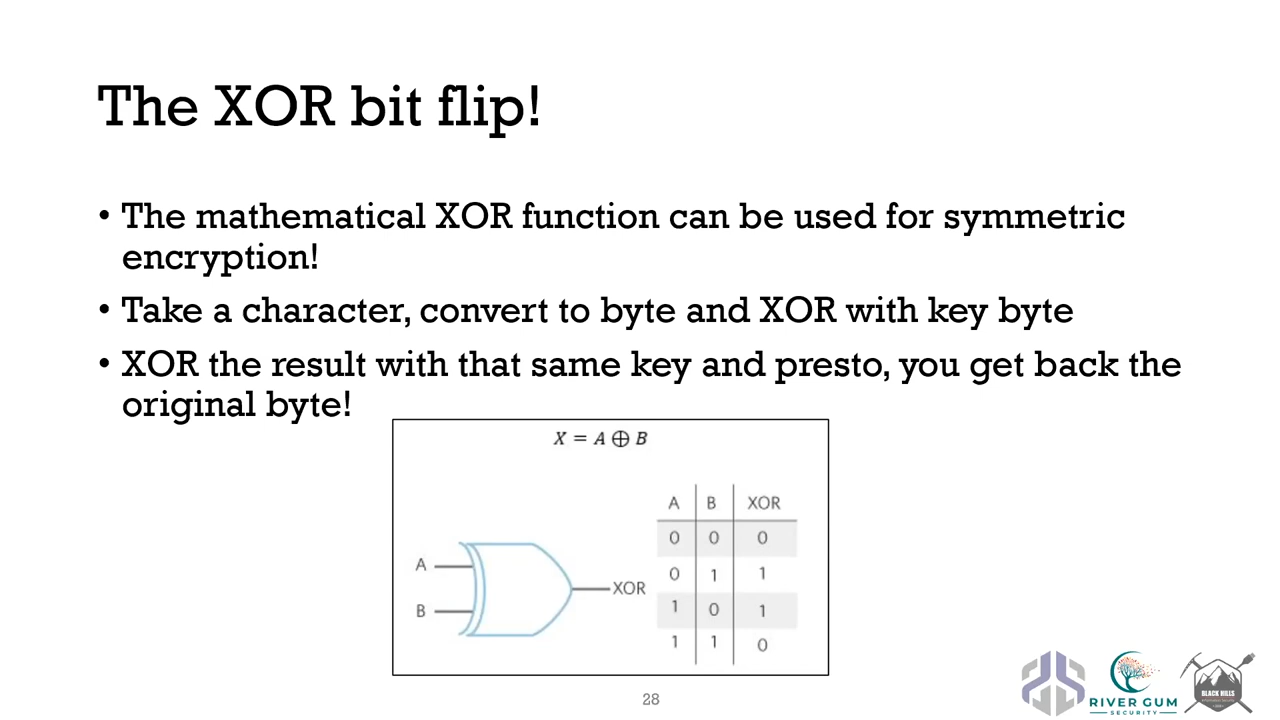 The XOR bit flip!
• The mathematical XOR function can be used for symmetric
encryption!
• Take a character, convert to byte and XOR with key byte
• XOR the result with that same key and presto, you get back the
original byte!
X = A ⊕ B
A B XOR
0 0 0
0 1 1
1 0 1
1 1 0
A
B
XOR
28
RIVER GUM
SECURITY
BLACK HILLS